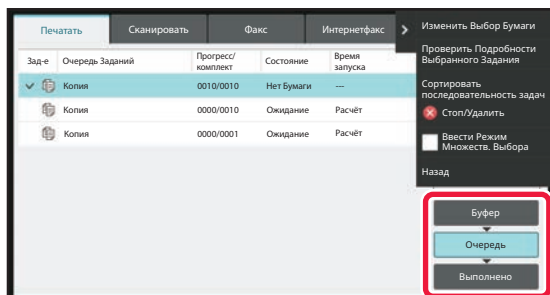 Печатать Сканировать Факс Интернетфакс
Зад-е Очередь Заданий Прогресс/ комплект Состояние Время запуска
Копия 0010/0010 Нет Бумаги ---
Копия 0000/0010 Ожидание Расчёт
Копия 0000/0001 Ожидание Расчёт
Изменить Выбор Бумаги
Проверить Подробности
Выбранного Задания
Сортировать
последовательность задач
Стоп/Удалить
Ввести Режим
Множеств. Выбора
Назад
Буфер
Очередь
Выполнено